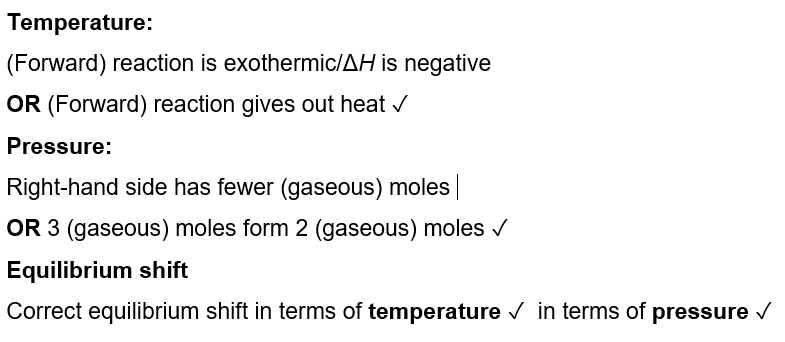 Temperature:
(Forward) reaction is exothermic/ΔH is negative
OR (Forward) reaction gives out heat ✓
Pressure:
Right-hand side has fewer (gaseous) moles
OR 3 (gaseous) moles form 2 (gaseous) moles ✓
Equilibrium shift
Correct equilibrium shift in terms of temperature ✓ in terms of pressure ✓